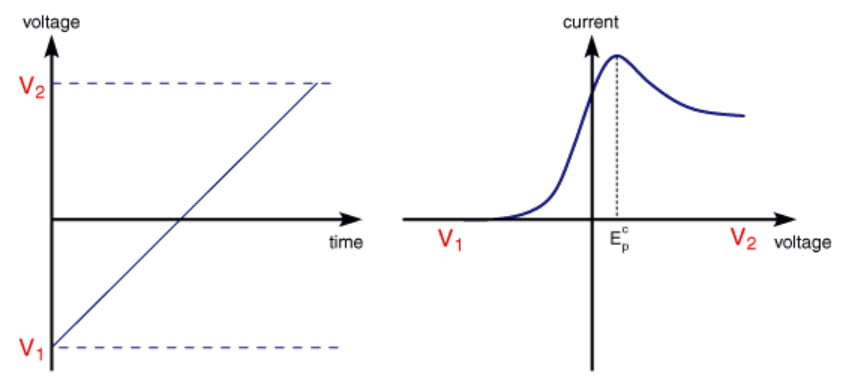 voltage
V₂
V₁
time
current
V₁
Eₚᶜ
V₂
voltage